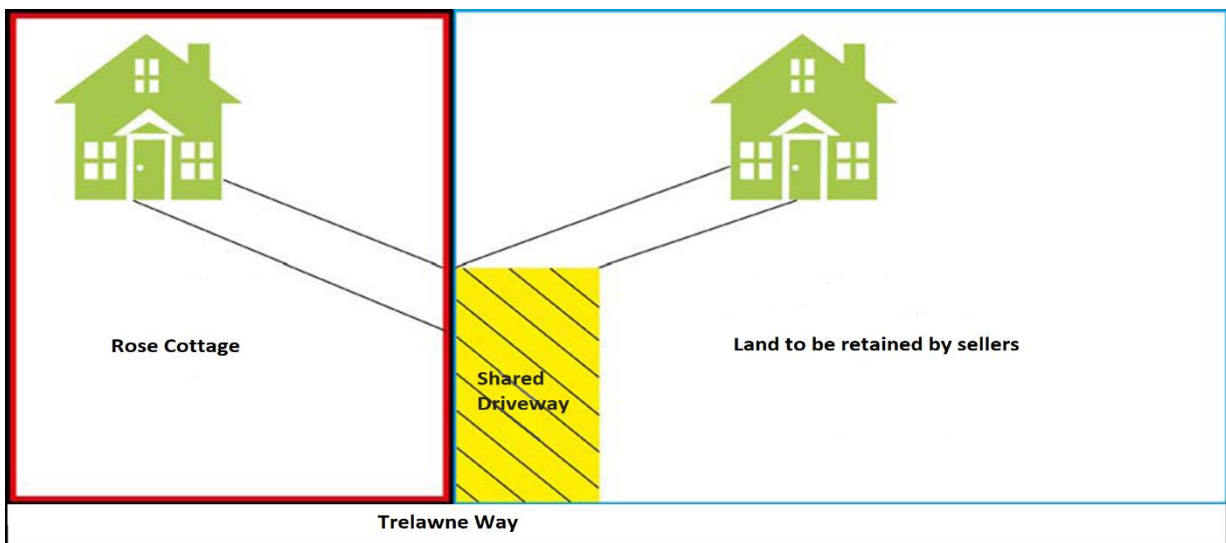 Rose Cottage
Land to be retained by sellers
Shared
Driveway
Trelawne Way